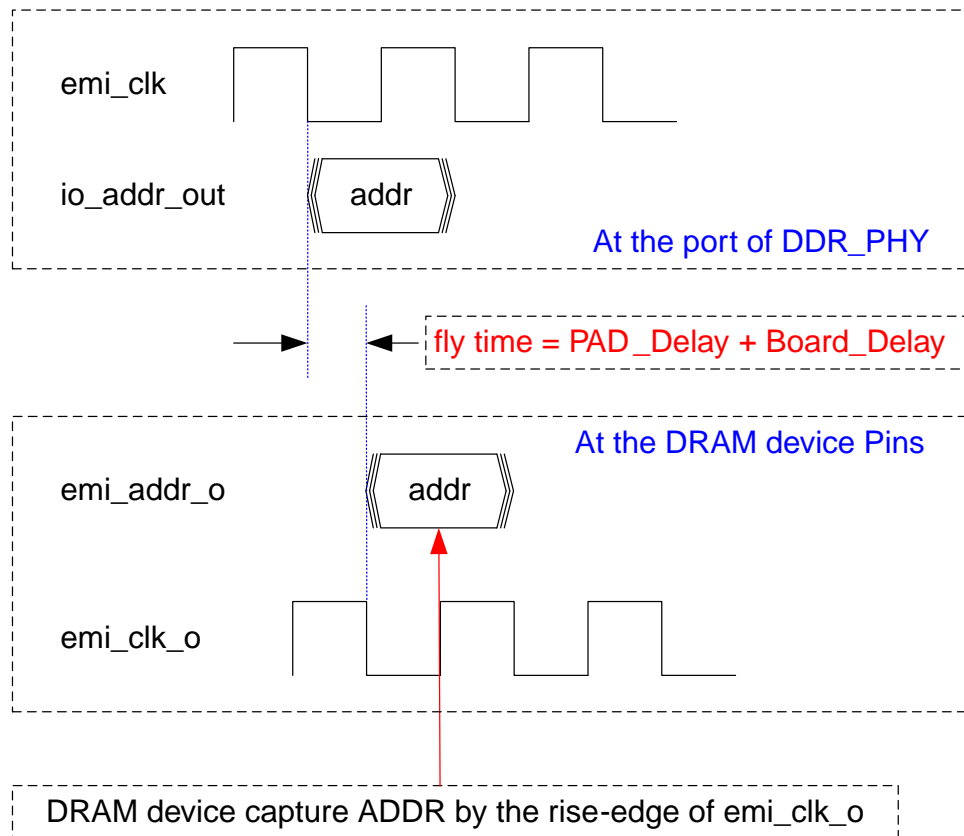 emi_clk
io_addr_out
addr
At the port of DDR_PHY
fly time = PAD_Delay + Board_Delay
At the DRAM device Pins
emi_addr_o
addr
emi_clk_o
DRAM device capture ADDR by the rise-edge of emi_clk_o